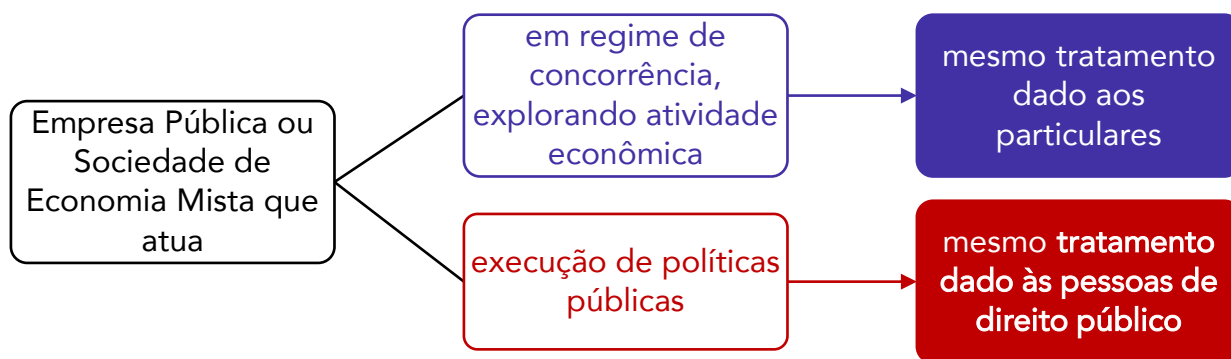 Empresa Pública ou
Sociedade de
Economia Mista que
atua
em regime de
concorrência,
explorando atividade
econômica
mesmo tratamento
dado aos
particulares
execução de políticas
públicas
mesmo tratamento
dado às pessoas de
direito público